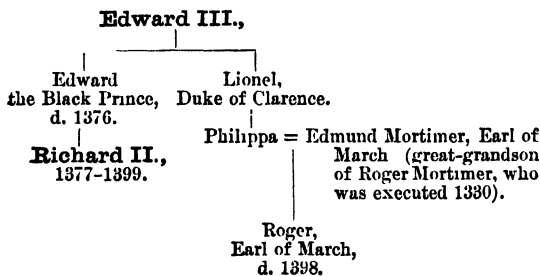 Edward III.,
Edward
the Black Prince,
d. 1376.
Lionel,
Duke of Clarence.
Richard II.,
1377–1399.
Philippa = Edmund Mortimer, Earl of
March (great-grandson
of Roger Mortimer, who
was executed 1330).
Roger,
Earl of March,
d. 1398.